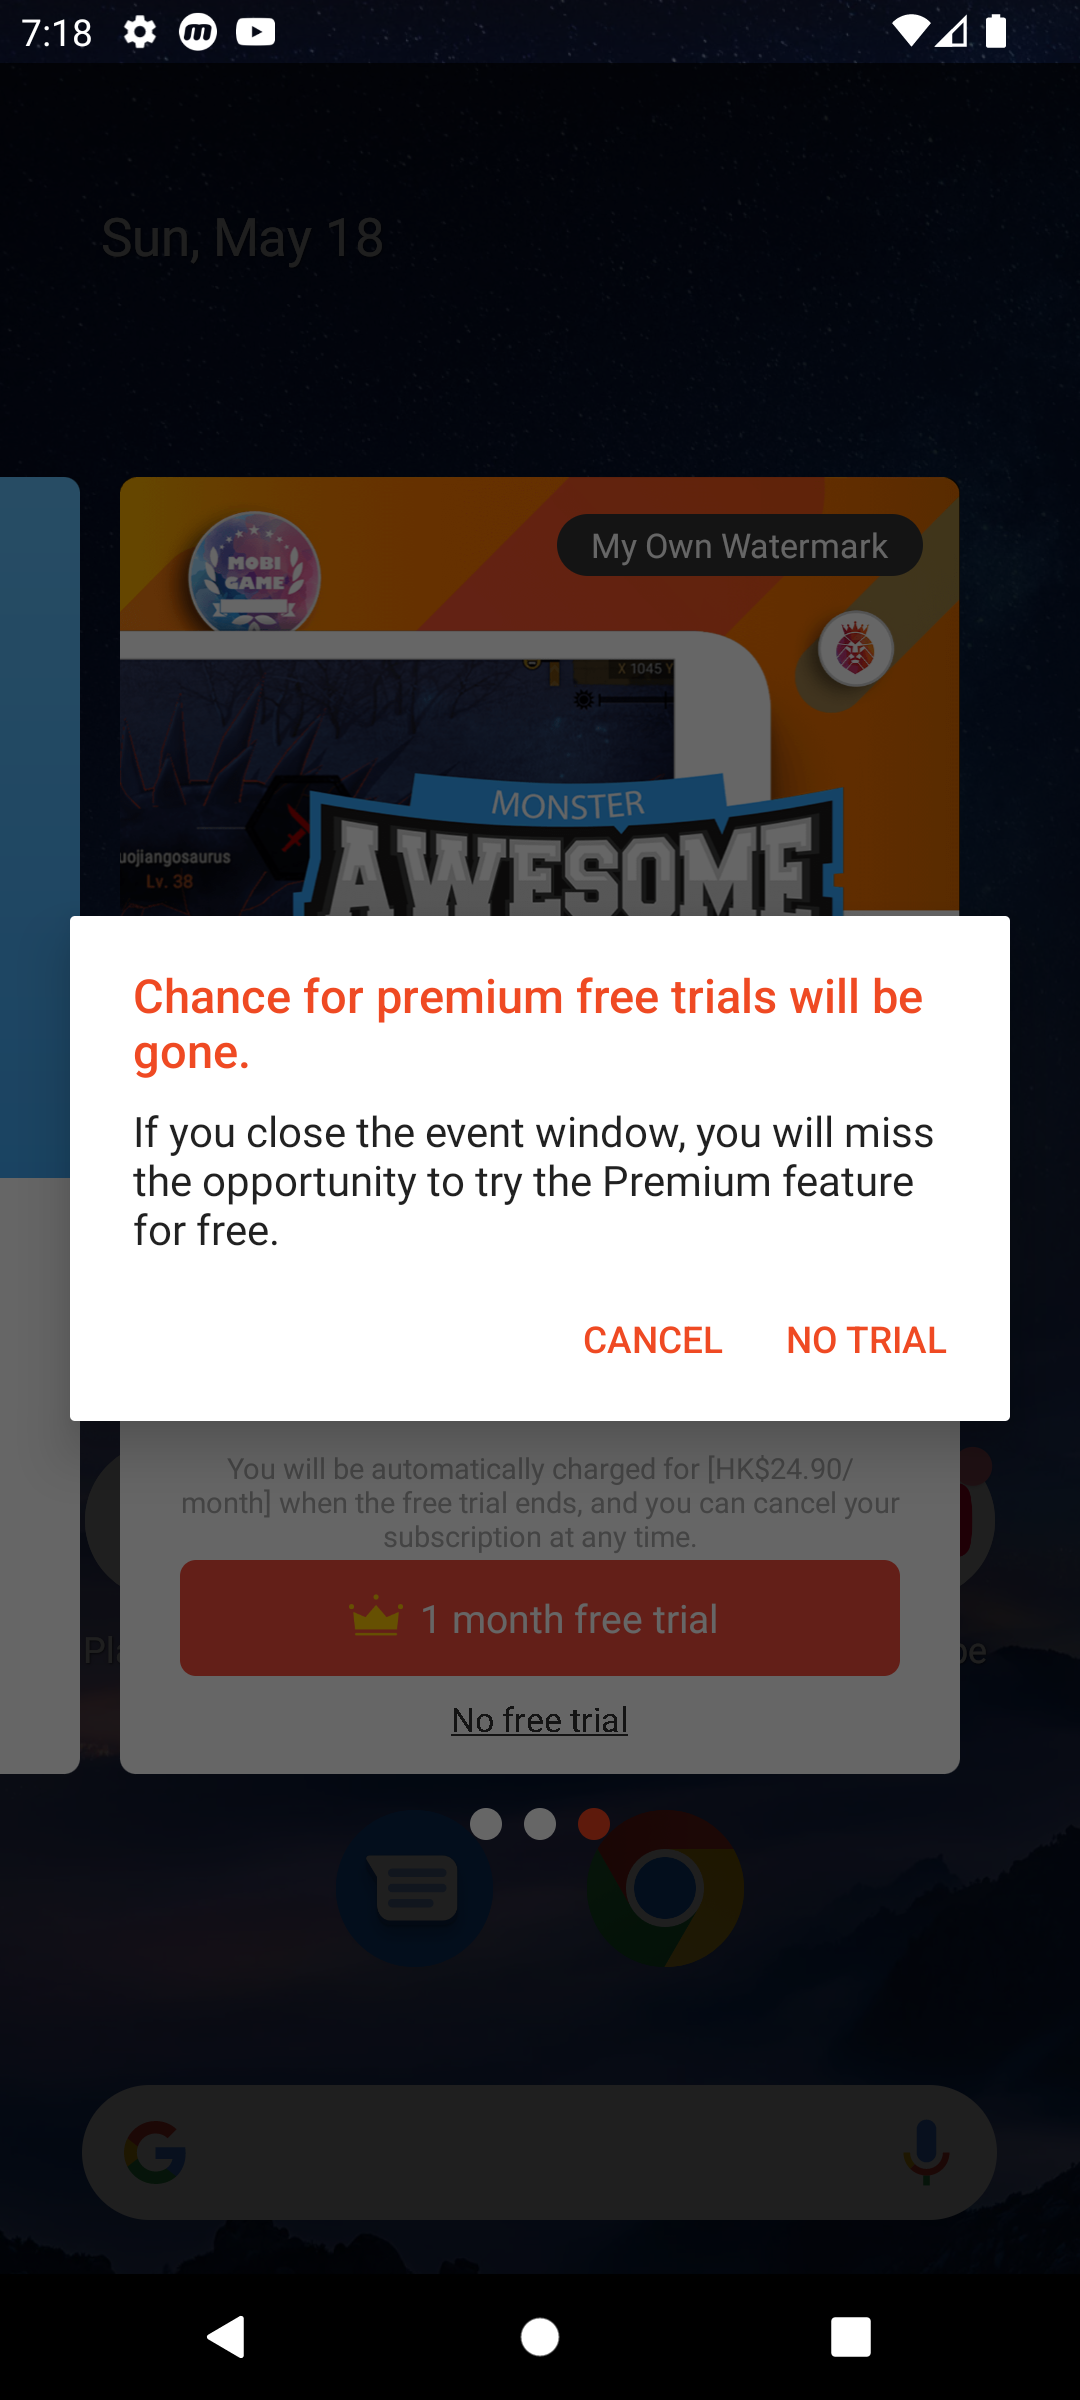 7:18
Sun, May 18
My Own Watermark
MOBI
GAME
X 1045 Y
MONSTER
AWESOME
uojiangosaurus
Lv. 38
Chance for premium free trials will be
gone.
If you close the event window, you will miss
the opportunity to try the Premium feature
for free.
CANCEL NO TRIAL
You will be automatically charged for [HK$24.90/
month] when the free trial ends, and you can cancel your
subscription at any time.
1 month free trial
Pla
be
No free trial